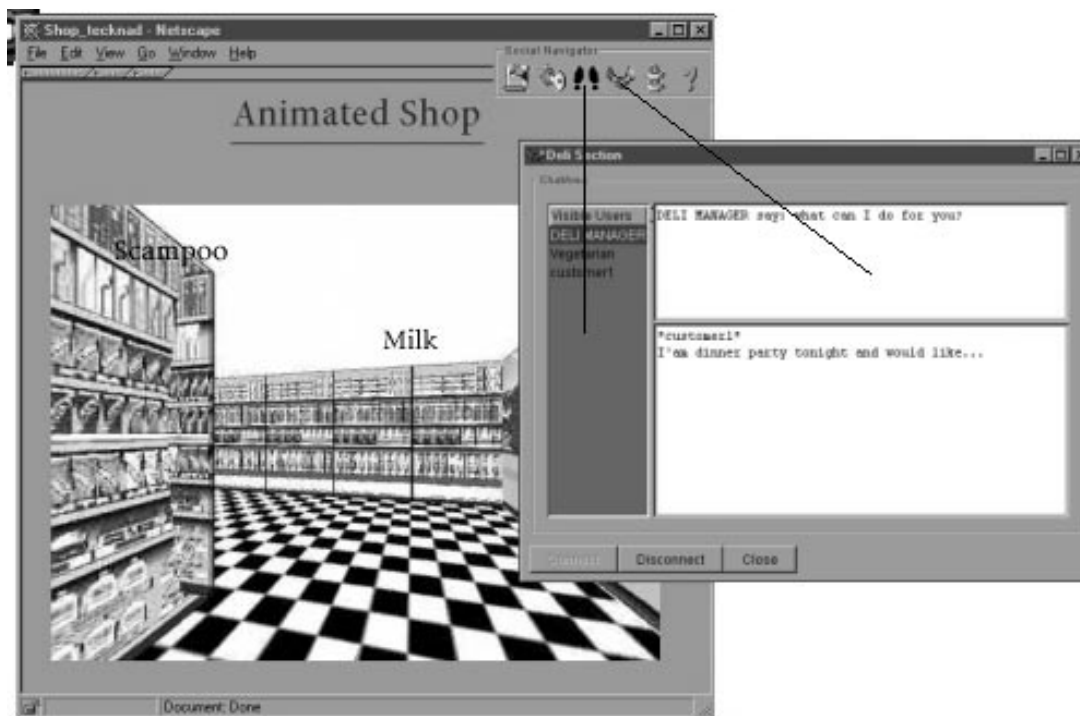 Shop_tecknad - Netscape
File Edit View Go Window Help
Social Navigator
Animated Shop
Scampoo
Milk
Document: Done
*Deli Section
Visible Users
DELI MANAGER
Vegetarian
customer1
DELI MANAGER say: what can I do for you?
*customer1*
I'am dinner party tonight and would like...
Disconnect
Close